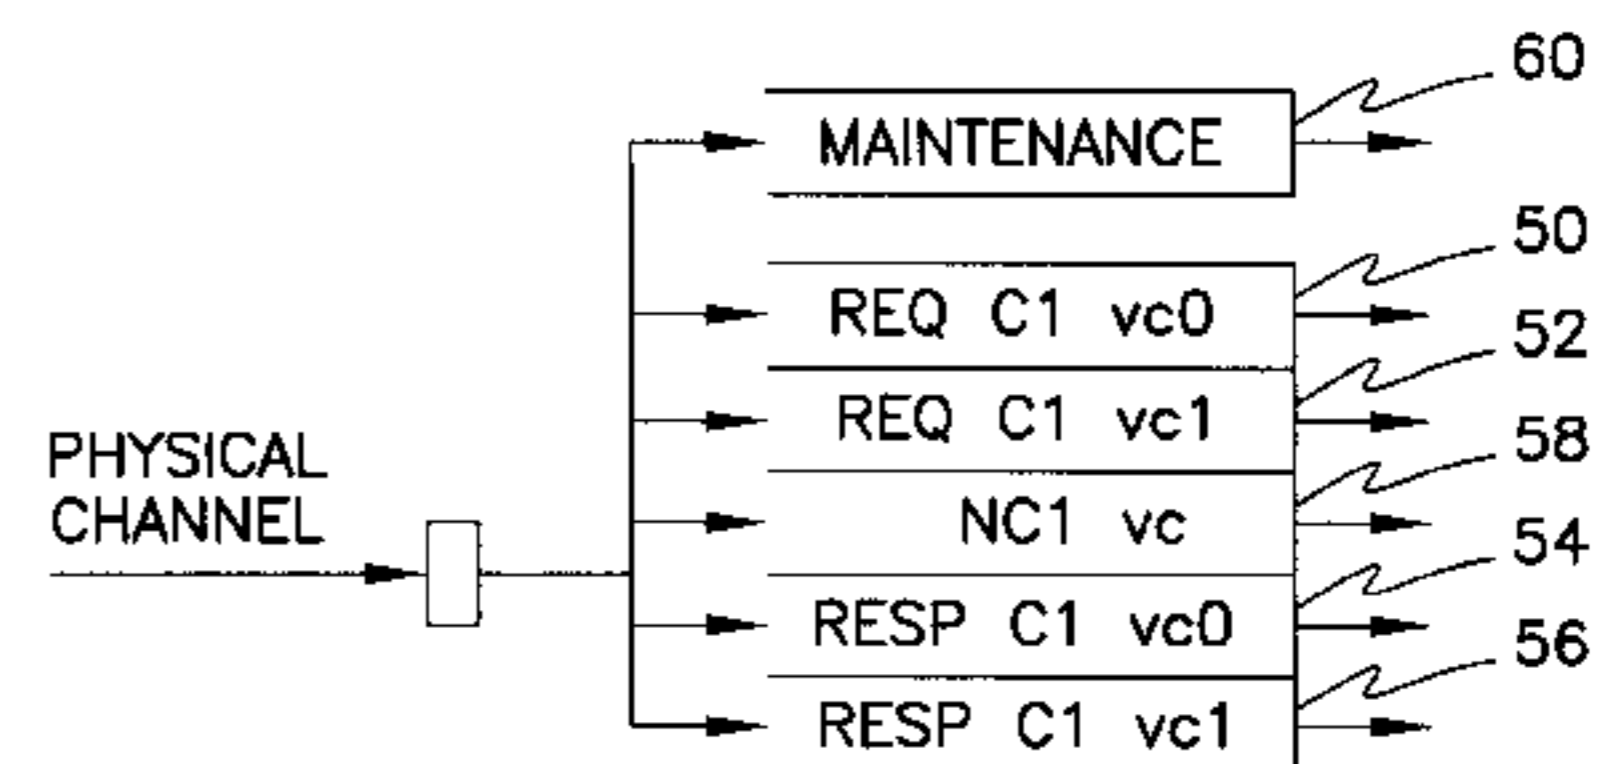 60
MAINTENANCE
50
REQ C1 vc0
52
REQ C1 vc1
58
PHYSICAL
CHANNEL
NC1 vc
54
RESP C1 vc0
56
RESP C1 vc1